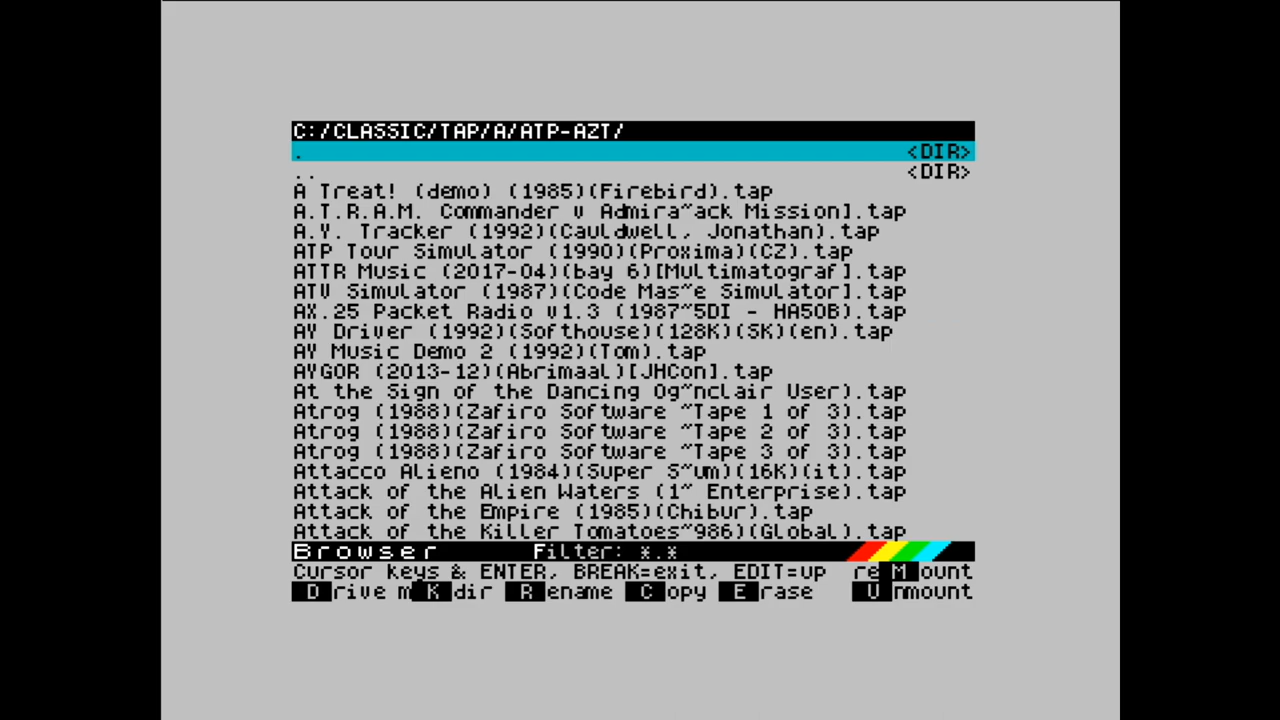 C:/CLASSIC/TAP/A/ATP-AZT/
. <DIR>
.. <DIR>
A Treat! (demo) (1985)(Firebird).tap
A.T.R.A.M. Commander v Admira~ack Mission].tap
A.Y. Tracker (1992)(Cauldwell, Jonathan).tap
ATP Tour Simulator (1990)(Proxima)(CZ).tap
ATTR Music (2017-04)(bay 6)[Multimatograf].tap
ATV Simulator (1987)(Code Mas~e Simulator].tap
AX.25 Packet Radio v1.3 (1987~5DI - HA5OB).tap
AY Driver (1992)(Softhouse)(128K)(SK)(en).tap
AY Music Demo 2 (1992)(Tom).tap
AYGOR (2013-12)(Abrimaal)[JHCon].tap
At the Sign of the Dancing Og~nclair User).tap
Atrog (1988)(Zafiro Software ~Tape 1 of 3).tap
Atrog (1988)(Zafiro Software ~Tape 2 of 3).tap
Atrog (1988)(Zafiro Software ~Tape 3 of 3).tap
Attacco Alieno (1984)(Super S~um)(16K)(it).tap
Attack of the Alien Waters (1~ Enterprise).tap
Attack of the Empire (1985)(Chibur).tap
Attack of the Killer Tomatoes~986)(Global).tap
Browser Filter: *.*
Cursor keys & ENTER, BREAK=exit, EDIT=up reMount
Drive mKdir Rename Copy Erase Unmount